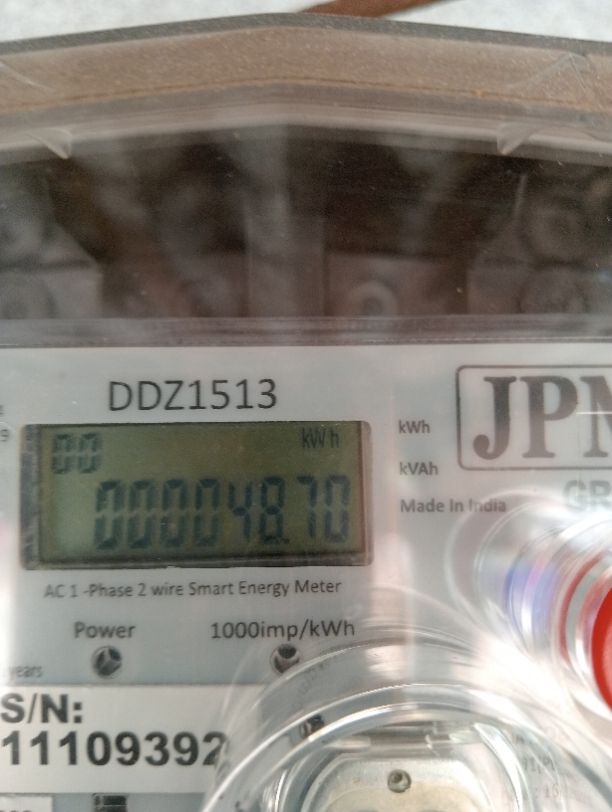 DDZ1513
kWh
00
kWh
000048.70
kVAh
Made In India
AC 1 -Phase 2 wire Smart Energy Meter
Power
1000imp/kWh
years
S/N:
11109392